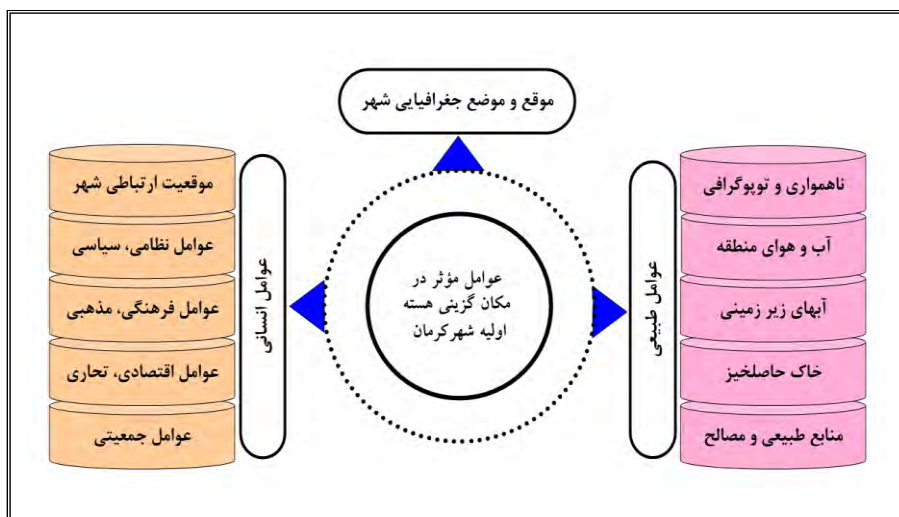 موقع و موضع جغرافیایی شهر
ناهمواری و توپوگرافی
آب و هوای منطقه
آبهای زیر زمینی
خاک حاصلخیز
منابع طبیعی و مصالح
عوامل طبیعی
عوامل مؤثر در
مکان گزینی هسته
اولیه شهرکرمان
عوامل انسانی
موقعیت ارتباطی شهر
عوامل نظامی، سیاسی
عوامل فرهنگی، مذهبی
عوامل اقتصادی، تحاری
عوامل جمعیتی